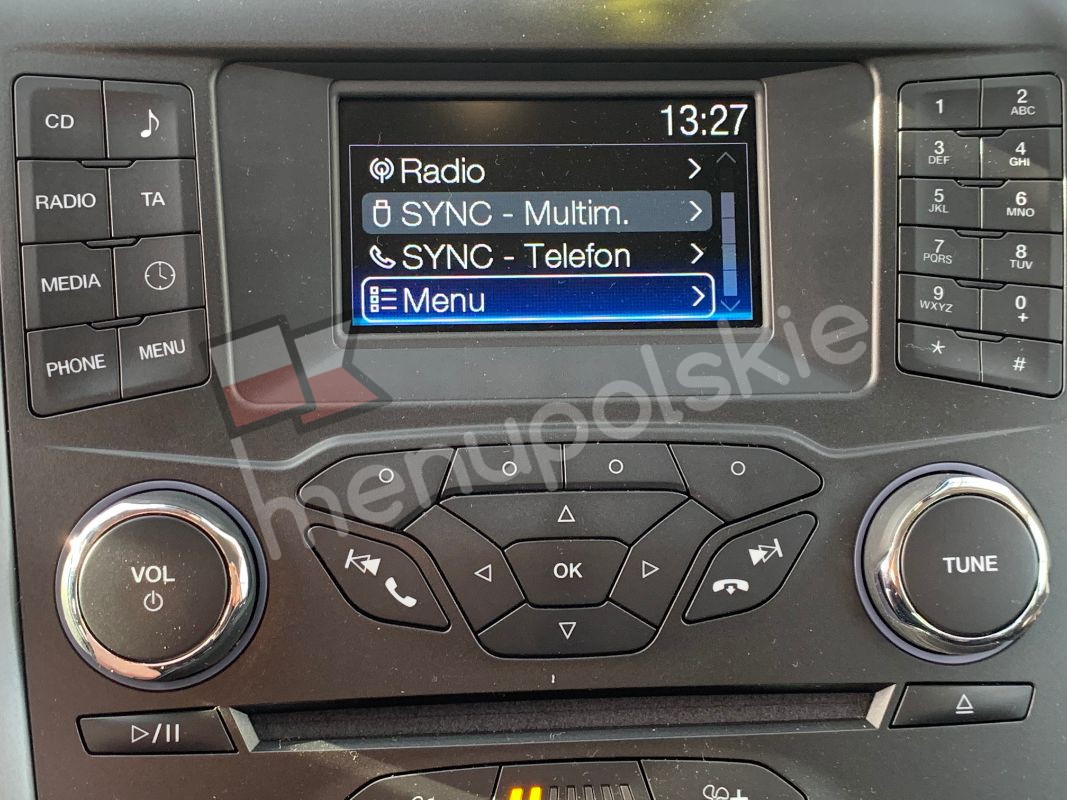 CD
RADIO
TA
MEDIA
PHONE
MENU
13:27
Radio
SYNC - Multim.
SYNC - Telefon
Menu
1
2
ABC
3
DEF
4
GHI
5
JKL
6
MNO
7
PQRS
8
TUV
9
WXYZ
0
+
*
#
menupolskie
VOL
OK
TUNE